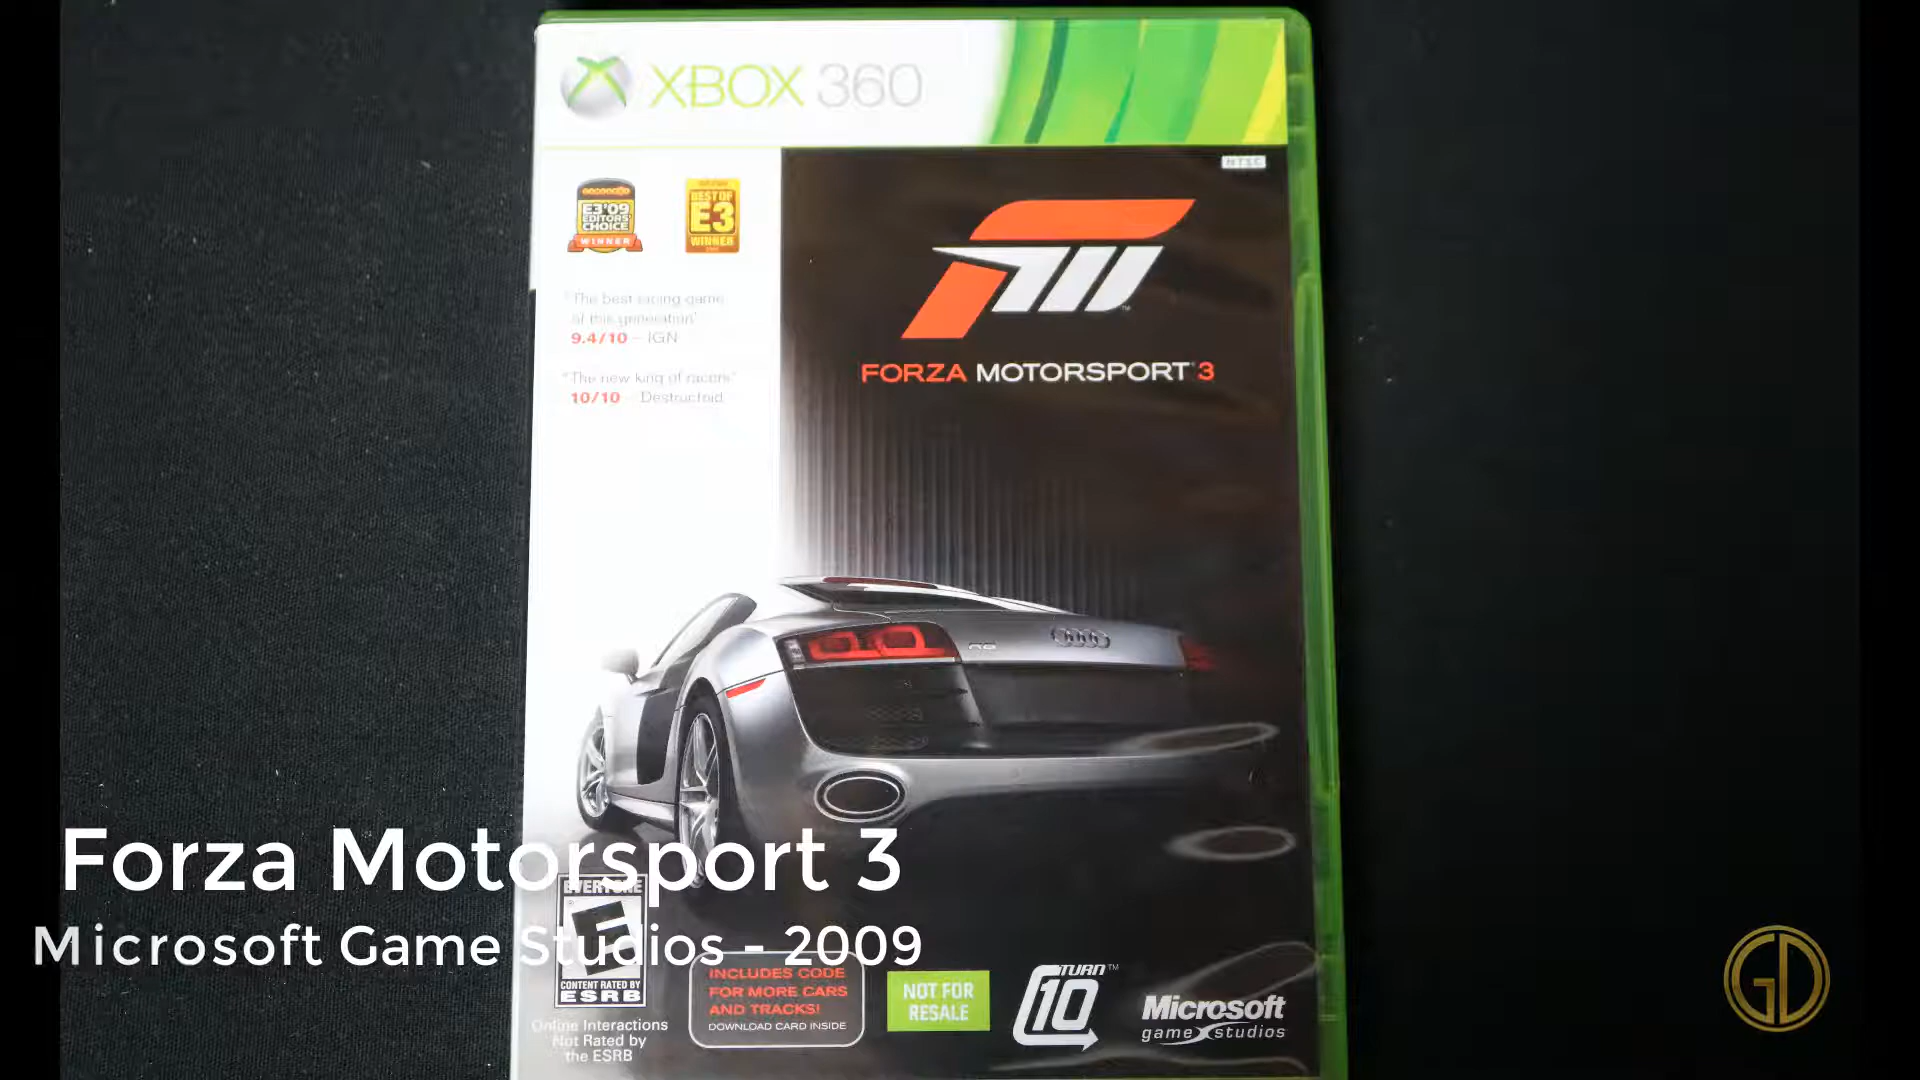 XBOX 360
NTSC
E3'09
EDITORS'
CHOICE
WINNER
BEST OF
E3
WINNER
"The best racing game
of this generation"
9.4/10 – IGN
"The new king of racers"
10/10 – Destructoid
FORZA MOTORSPORT 3
R8
Forza Motorsport 3
Microsoft Game Studios - 2009
EVERYONE
E
CONTENT RATED BY
ESRB
Online Interactions
Not Rated by
the ESRB
INCLUDES CODE
FOR MORE CARS
AND TRACKS!
DOWNLOAD CARD INSIDE
NOT FOR
RESALE
TURN™
10
Microsoft
game studios
GD